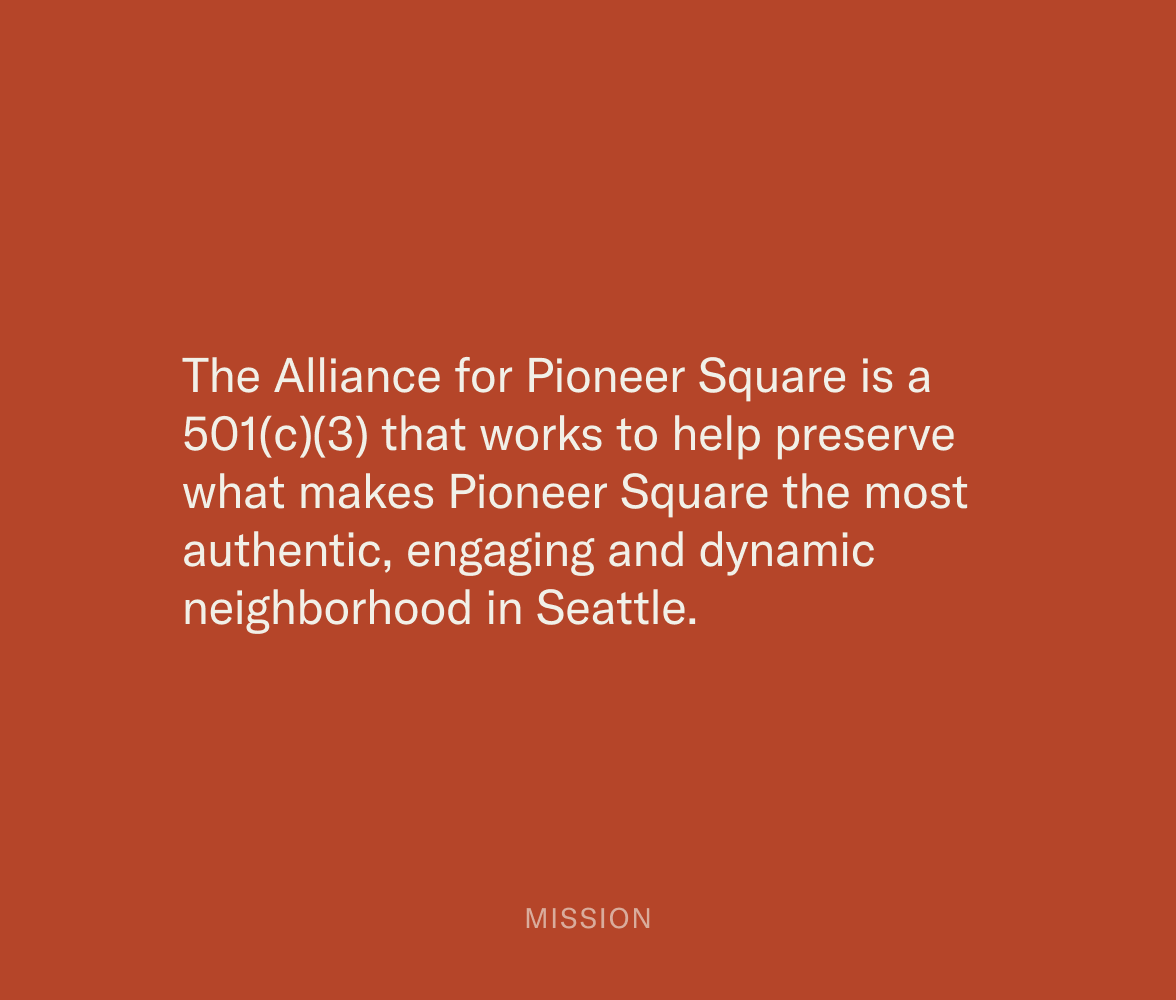 The Alliance for Pioneer Square is a
501(c)(3) that works to help preserve
what makes Pioneer Square the most
authentic, engaging and dynamic
neighborhood in Seattle.
MISSION